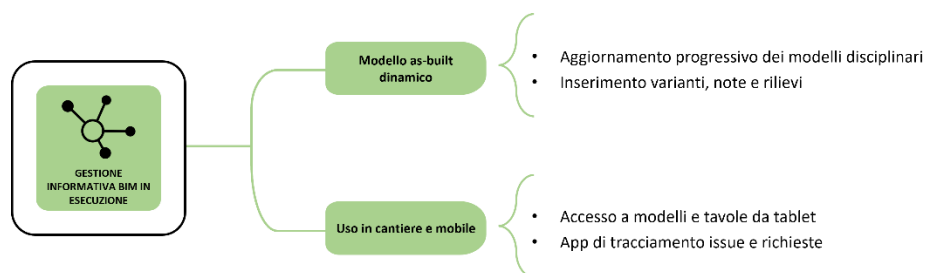 GESTIONE
INFORMATIVA BIM IN
ESECUZIONE
Modello as-built
dinamico
• Aggiornamento progressivo dei modelli disciplinari
• Inserimento varianti, note e rilievi
Uso in cantiere e mobile
• Accesso a modelli e tavole da tablet
• App di tracciamento issue e richieste